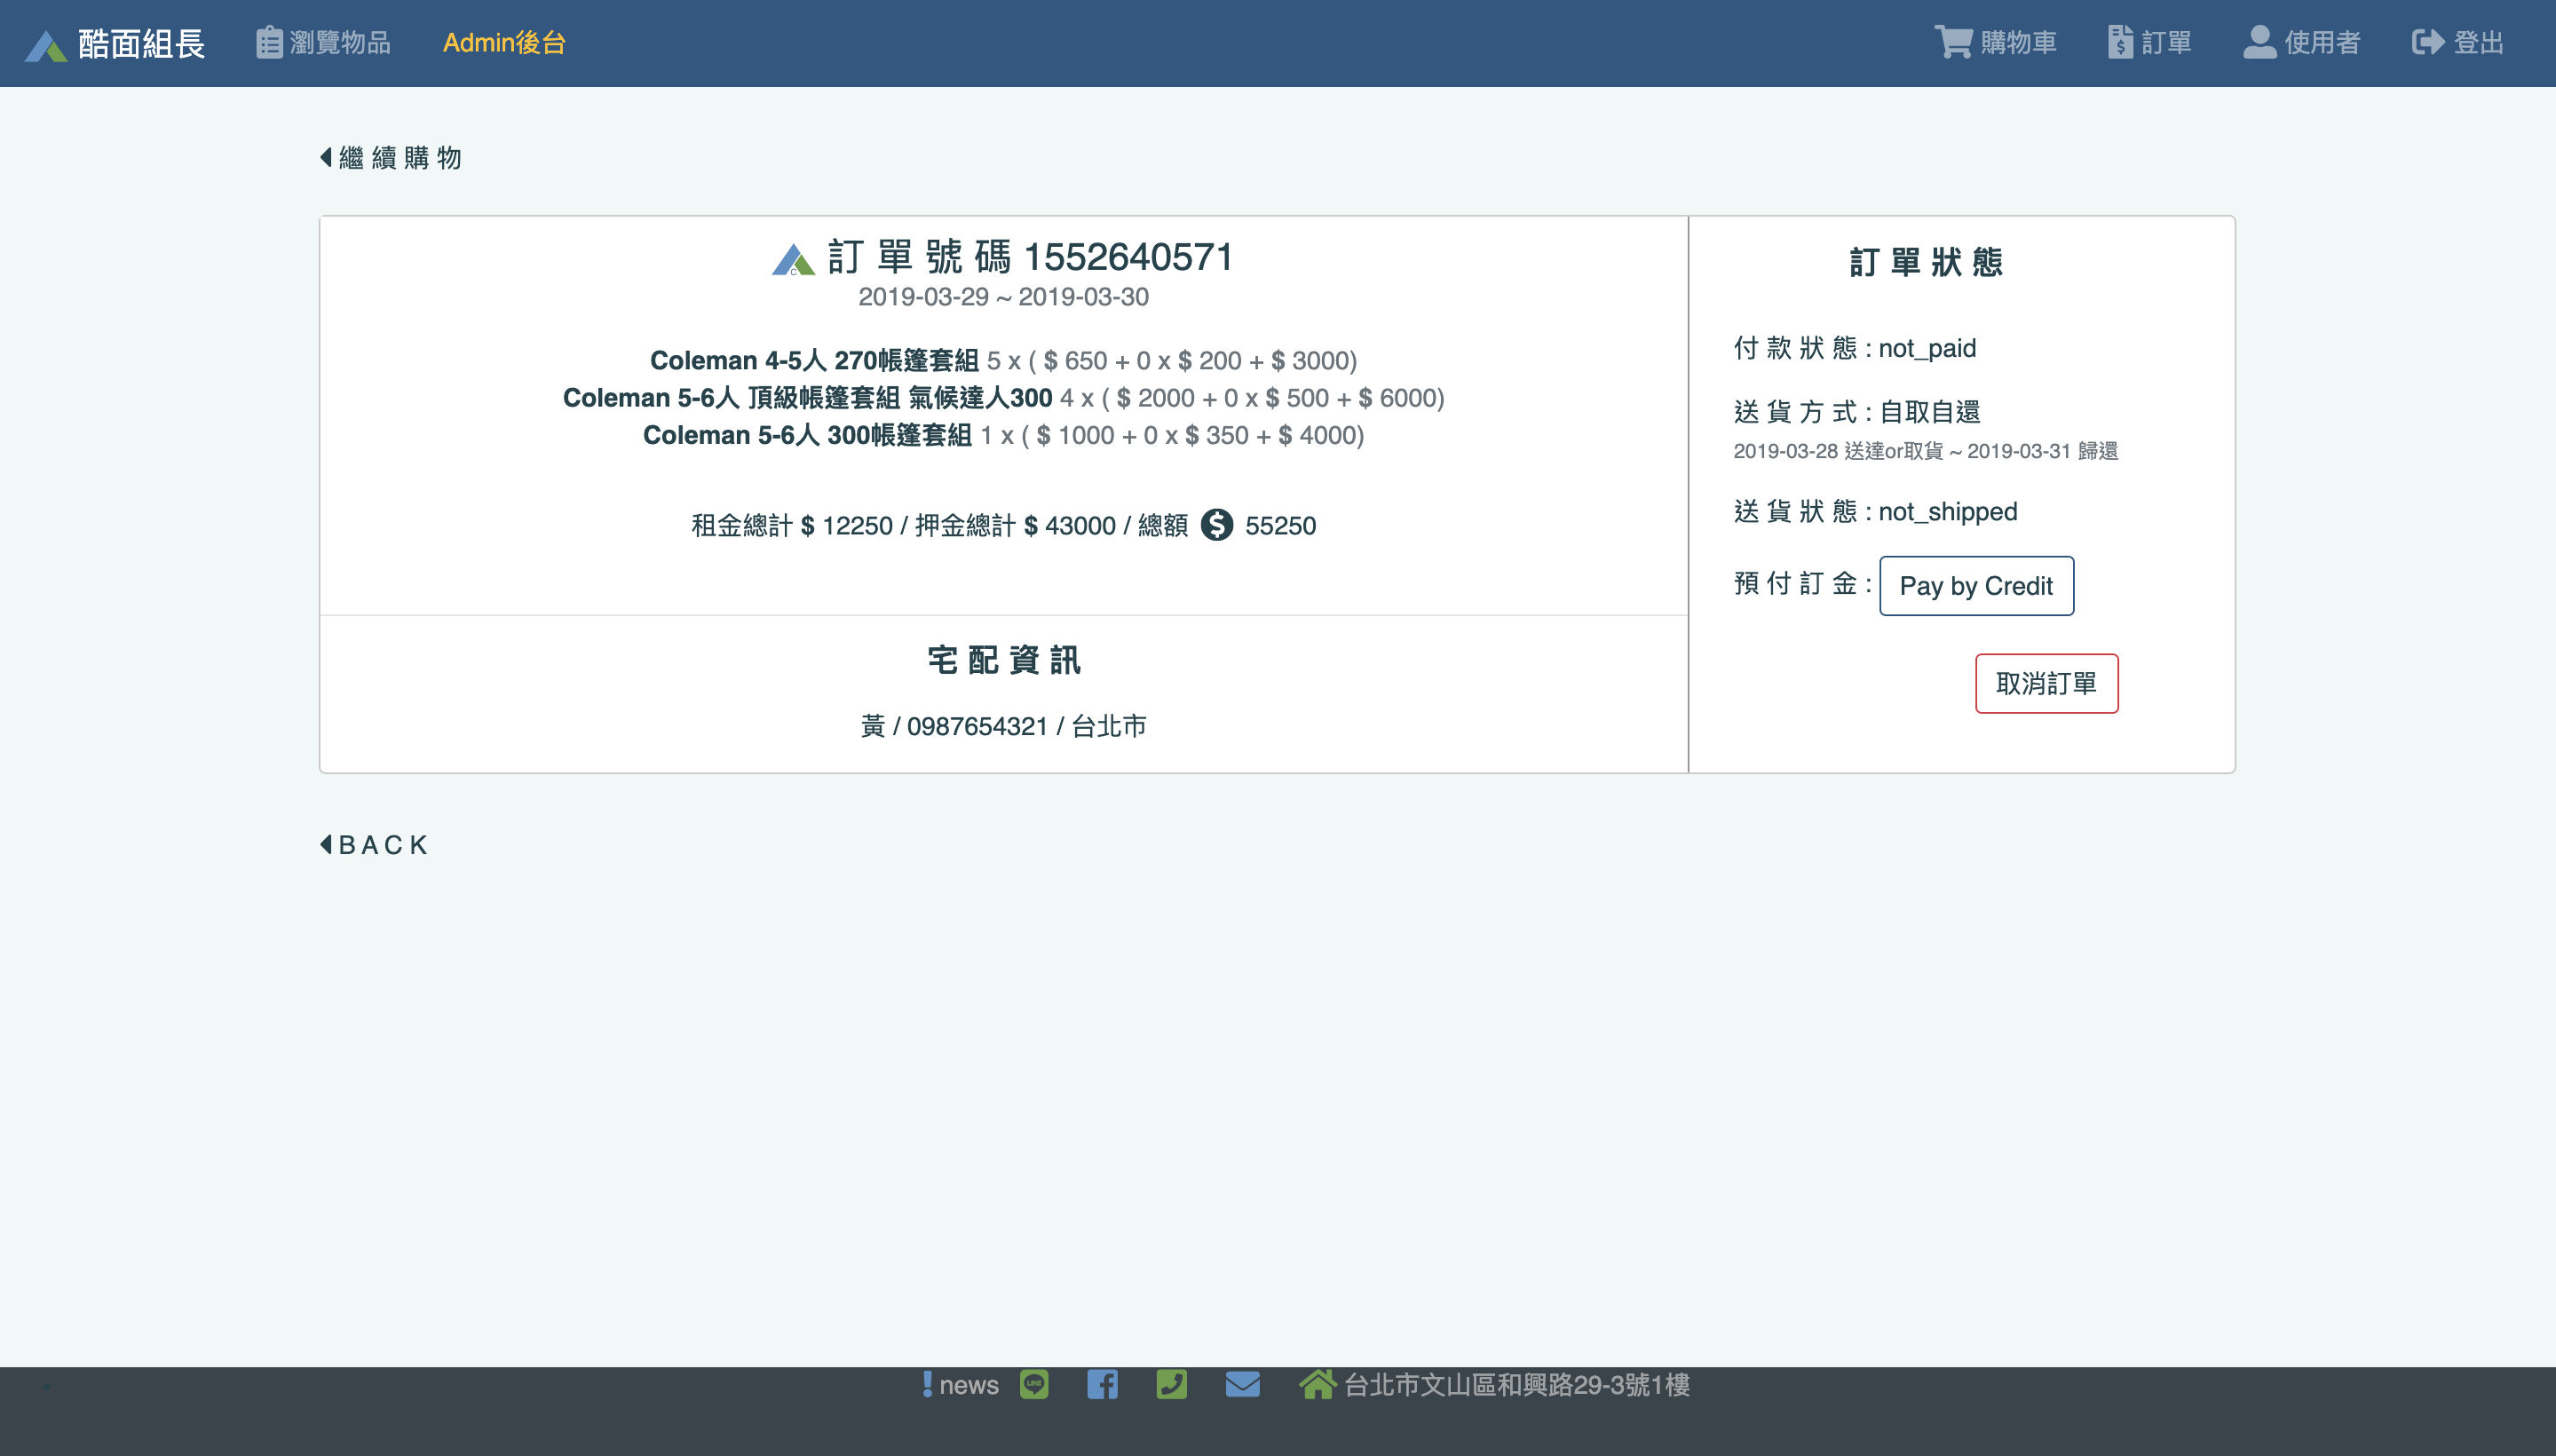 酷面組長 瀏覽物品 Admin後台 購物車 訂單 使用者 登出
繼 續 購 物
訂 單 號 碼 1552640571
2019-03-29 ~ 2019-03-30
Coleman 4-5人 270帳篷套組 5 x ( $ 650 + 0 x $ 200 + $ 3000)
Coleman 5-6人 頂級帳篷套組 氣候達人300 4 x ( $ 2000 + 0 x $ 500 + $ 6000)
Coleman 5-6人 300帳篷套組 1 x ( $ 1000 + 0 x $ 350 + $ 4000)
租金總計 $ 12250 / 押金總計 $ 43000 / 總額 $ 55250
宅 配 資 訊
黃 / 0987654321 / 台北市
訂 單 狀 態
付 款 狀 態 : not_paid
送 貨 方 式 : 自取自還
2019-03-28 送達or取貨 ~ 2019-03-31 歸還
送 貨 狀 態 : not_shipped
預 付 訂 金 : Pay by Credit
取消訂單
B A C K
news LINE 台北市文山區和興路29-3號1樓